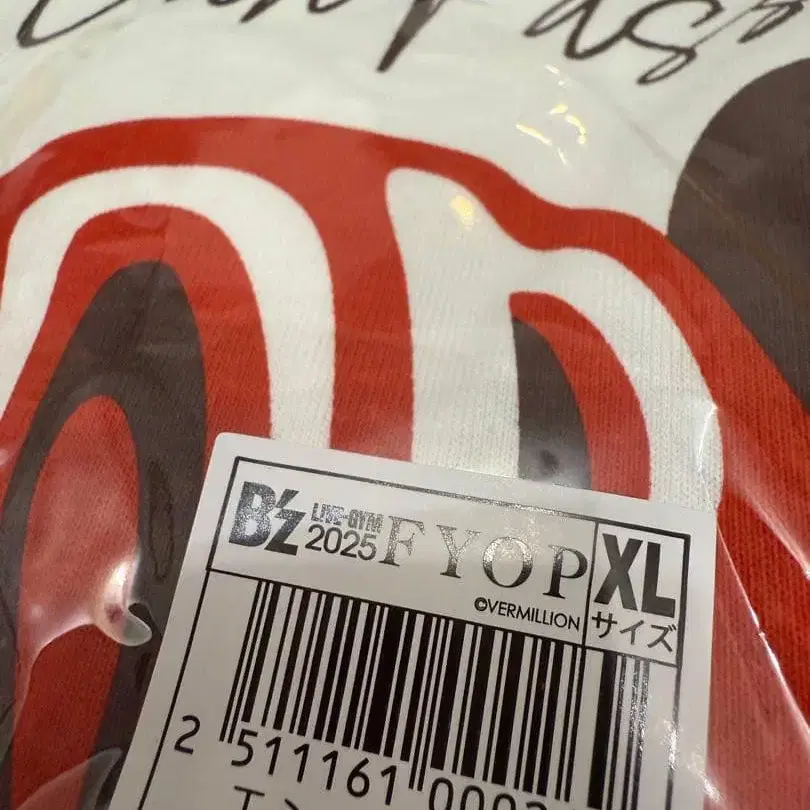 B'z LIVE-GYM 2025 FYOP
XL
サイズ
©VERMILLION
2 511161 000